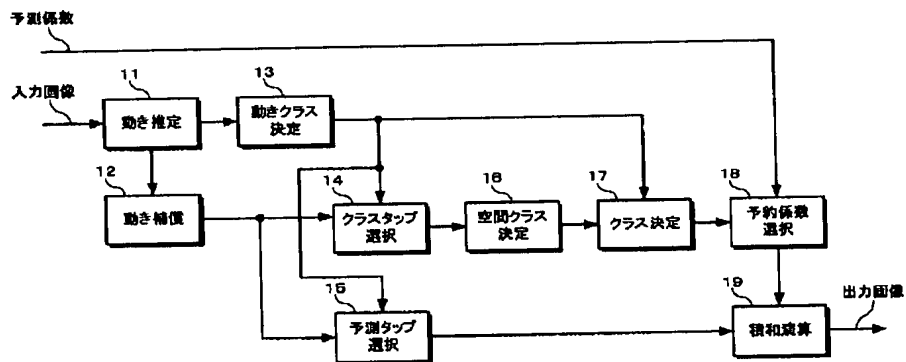 予測係数
入力画像
11
動き推定
13
動きクラス
決定
12
動き補償
14
クラスタップ
選択
16
空間クラス
決定
17
クラス決定
18
予約係数
選択
15
予測タップ
選択
19
積和演算
出力画像